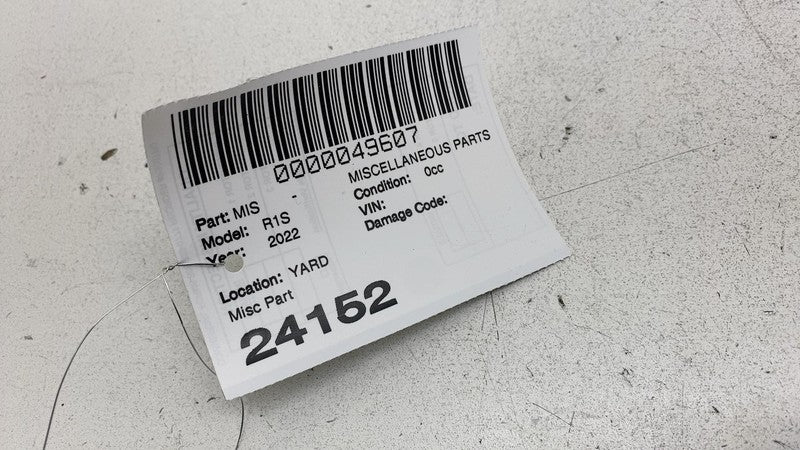 0000049607
Part: MIS - MISCELLANEOUS PARTS
Model: R1S Condition: 0cc
Year: 2022 VIN:
Damage Code:
Location: YARD
Misc Part
24152